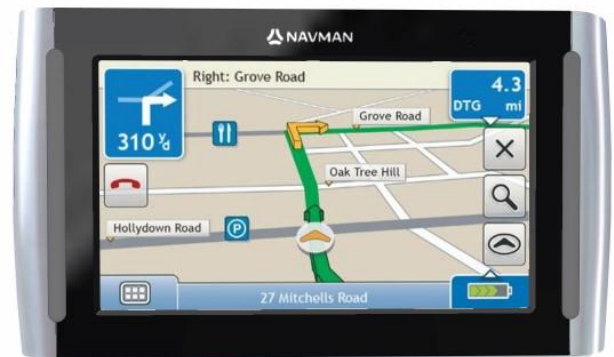 NAVMAN
Right: Grove Road
310 yd
4.3
DTG mi
Grove Road
Oak Tree Hill
Hollydown Road
P
27 Mitchells Road